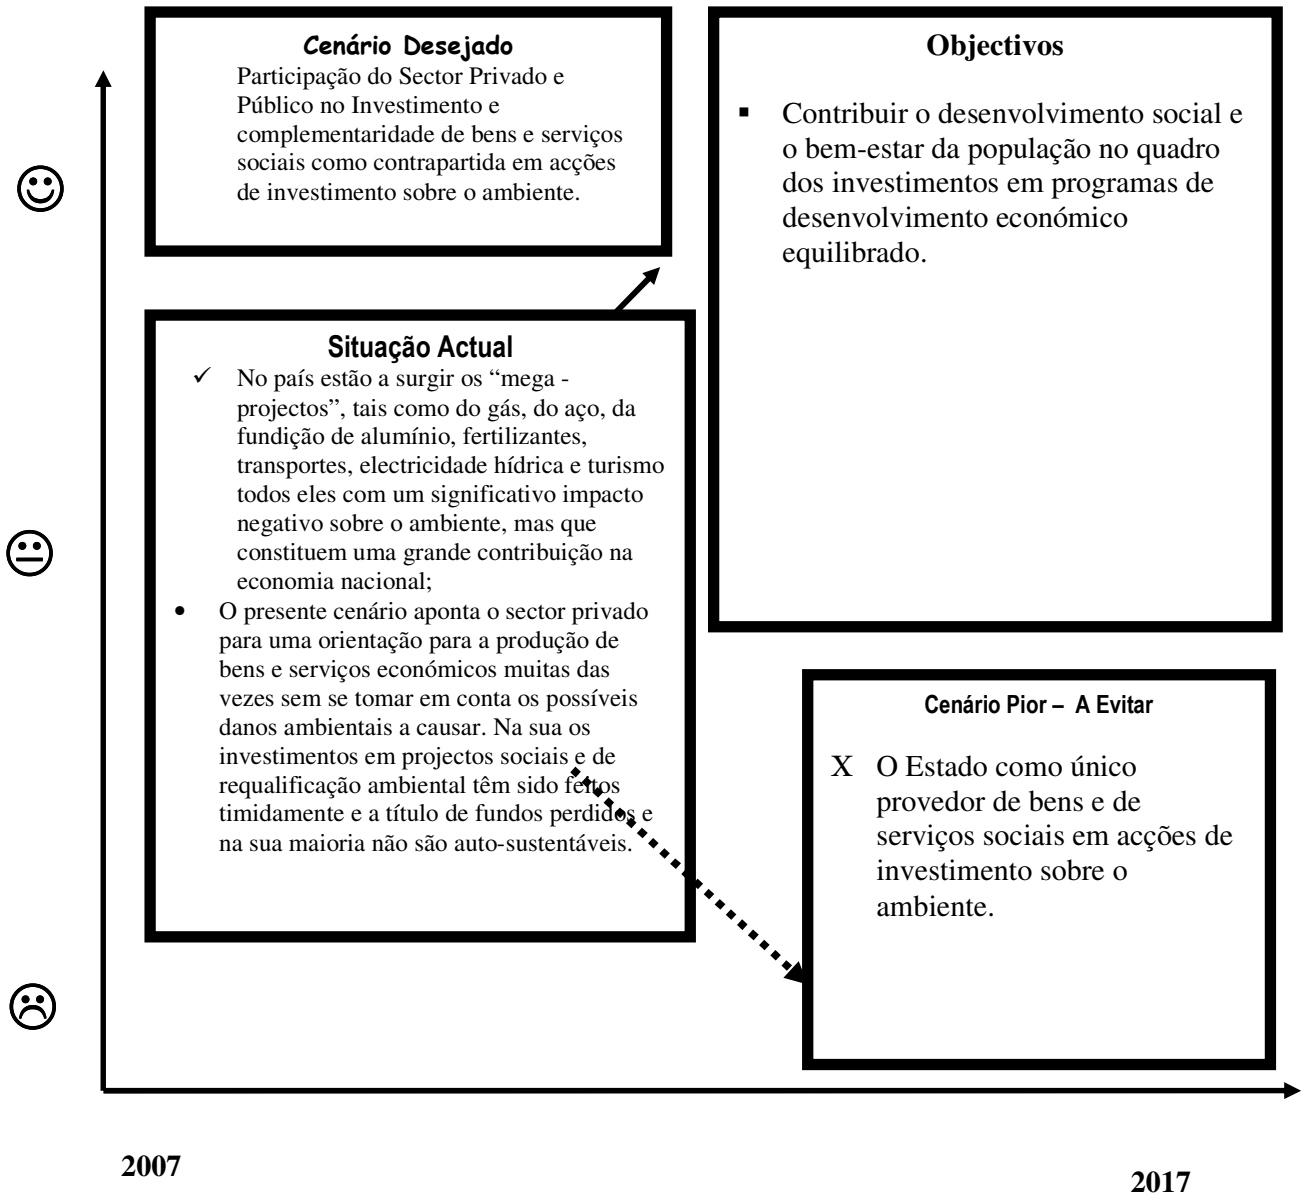 Cenário Desejado
Participação do Sector Privado e
Público no Investimento e
complementaridade de bens e serviços
sociais como contrapartida em acções
de investimento sobre o ambiente.
Objectivos
▪ Contribuir o desenvolvimento social e
o bem-estar da população no quadro
dos investimentos em programas de
desenvolvimento económico
equilibrado.
Situação Actual
✓ No país estão a surgir os “mega -
projectos”, tais como do gás, do aço, da
fundição de alumínio, fertilizantes,
transportes, electricidade hídrica e turismo
todos eles com um significativo impacto
negativo sobre o ambiente, mas que
constituem uma grande contribuição na
economia nacional;
• O presente cenário aponta o sector privado
para uma orientação para a produção de
bens e serviços económicos muitas das
vezes sem se tomar em conta os possíveis
danos ambientais a causar. Na sua os
investimentos em projectos sociais e de
requalificação ambiental têm sido feitos
timidamente e a título de fundos perdidos e
na sua maioria não são auto-sustentáveis.
Cenário Pior – A Evitar
X O Estado como único
provedor de bens e de
serviços sociais em acções de
investimento sobre o
ambiente.
2007
2017